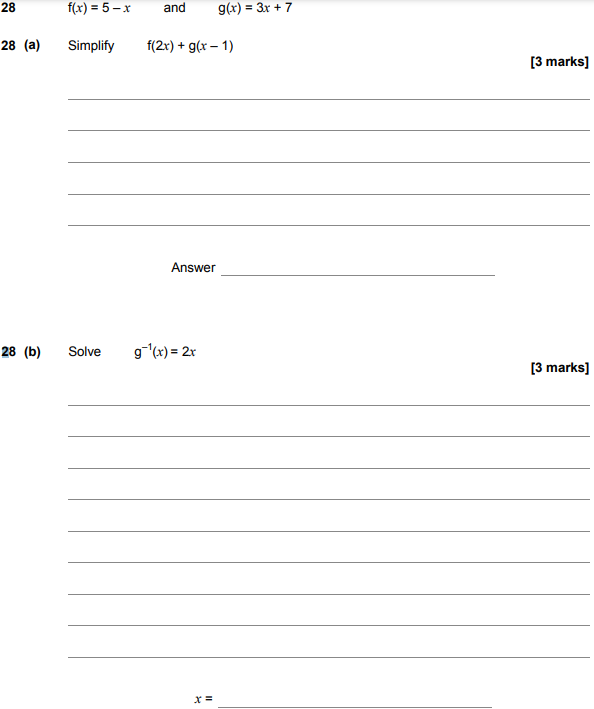 28 f(x) = 5 – x and g(x) = 3x + 7
28 (a) Simplify f(2x) + g(x – 1)
[3 marks]
Answer
28 (b) Solve g⁻¹(x) = 2x
[3 marks]
x =